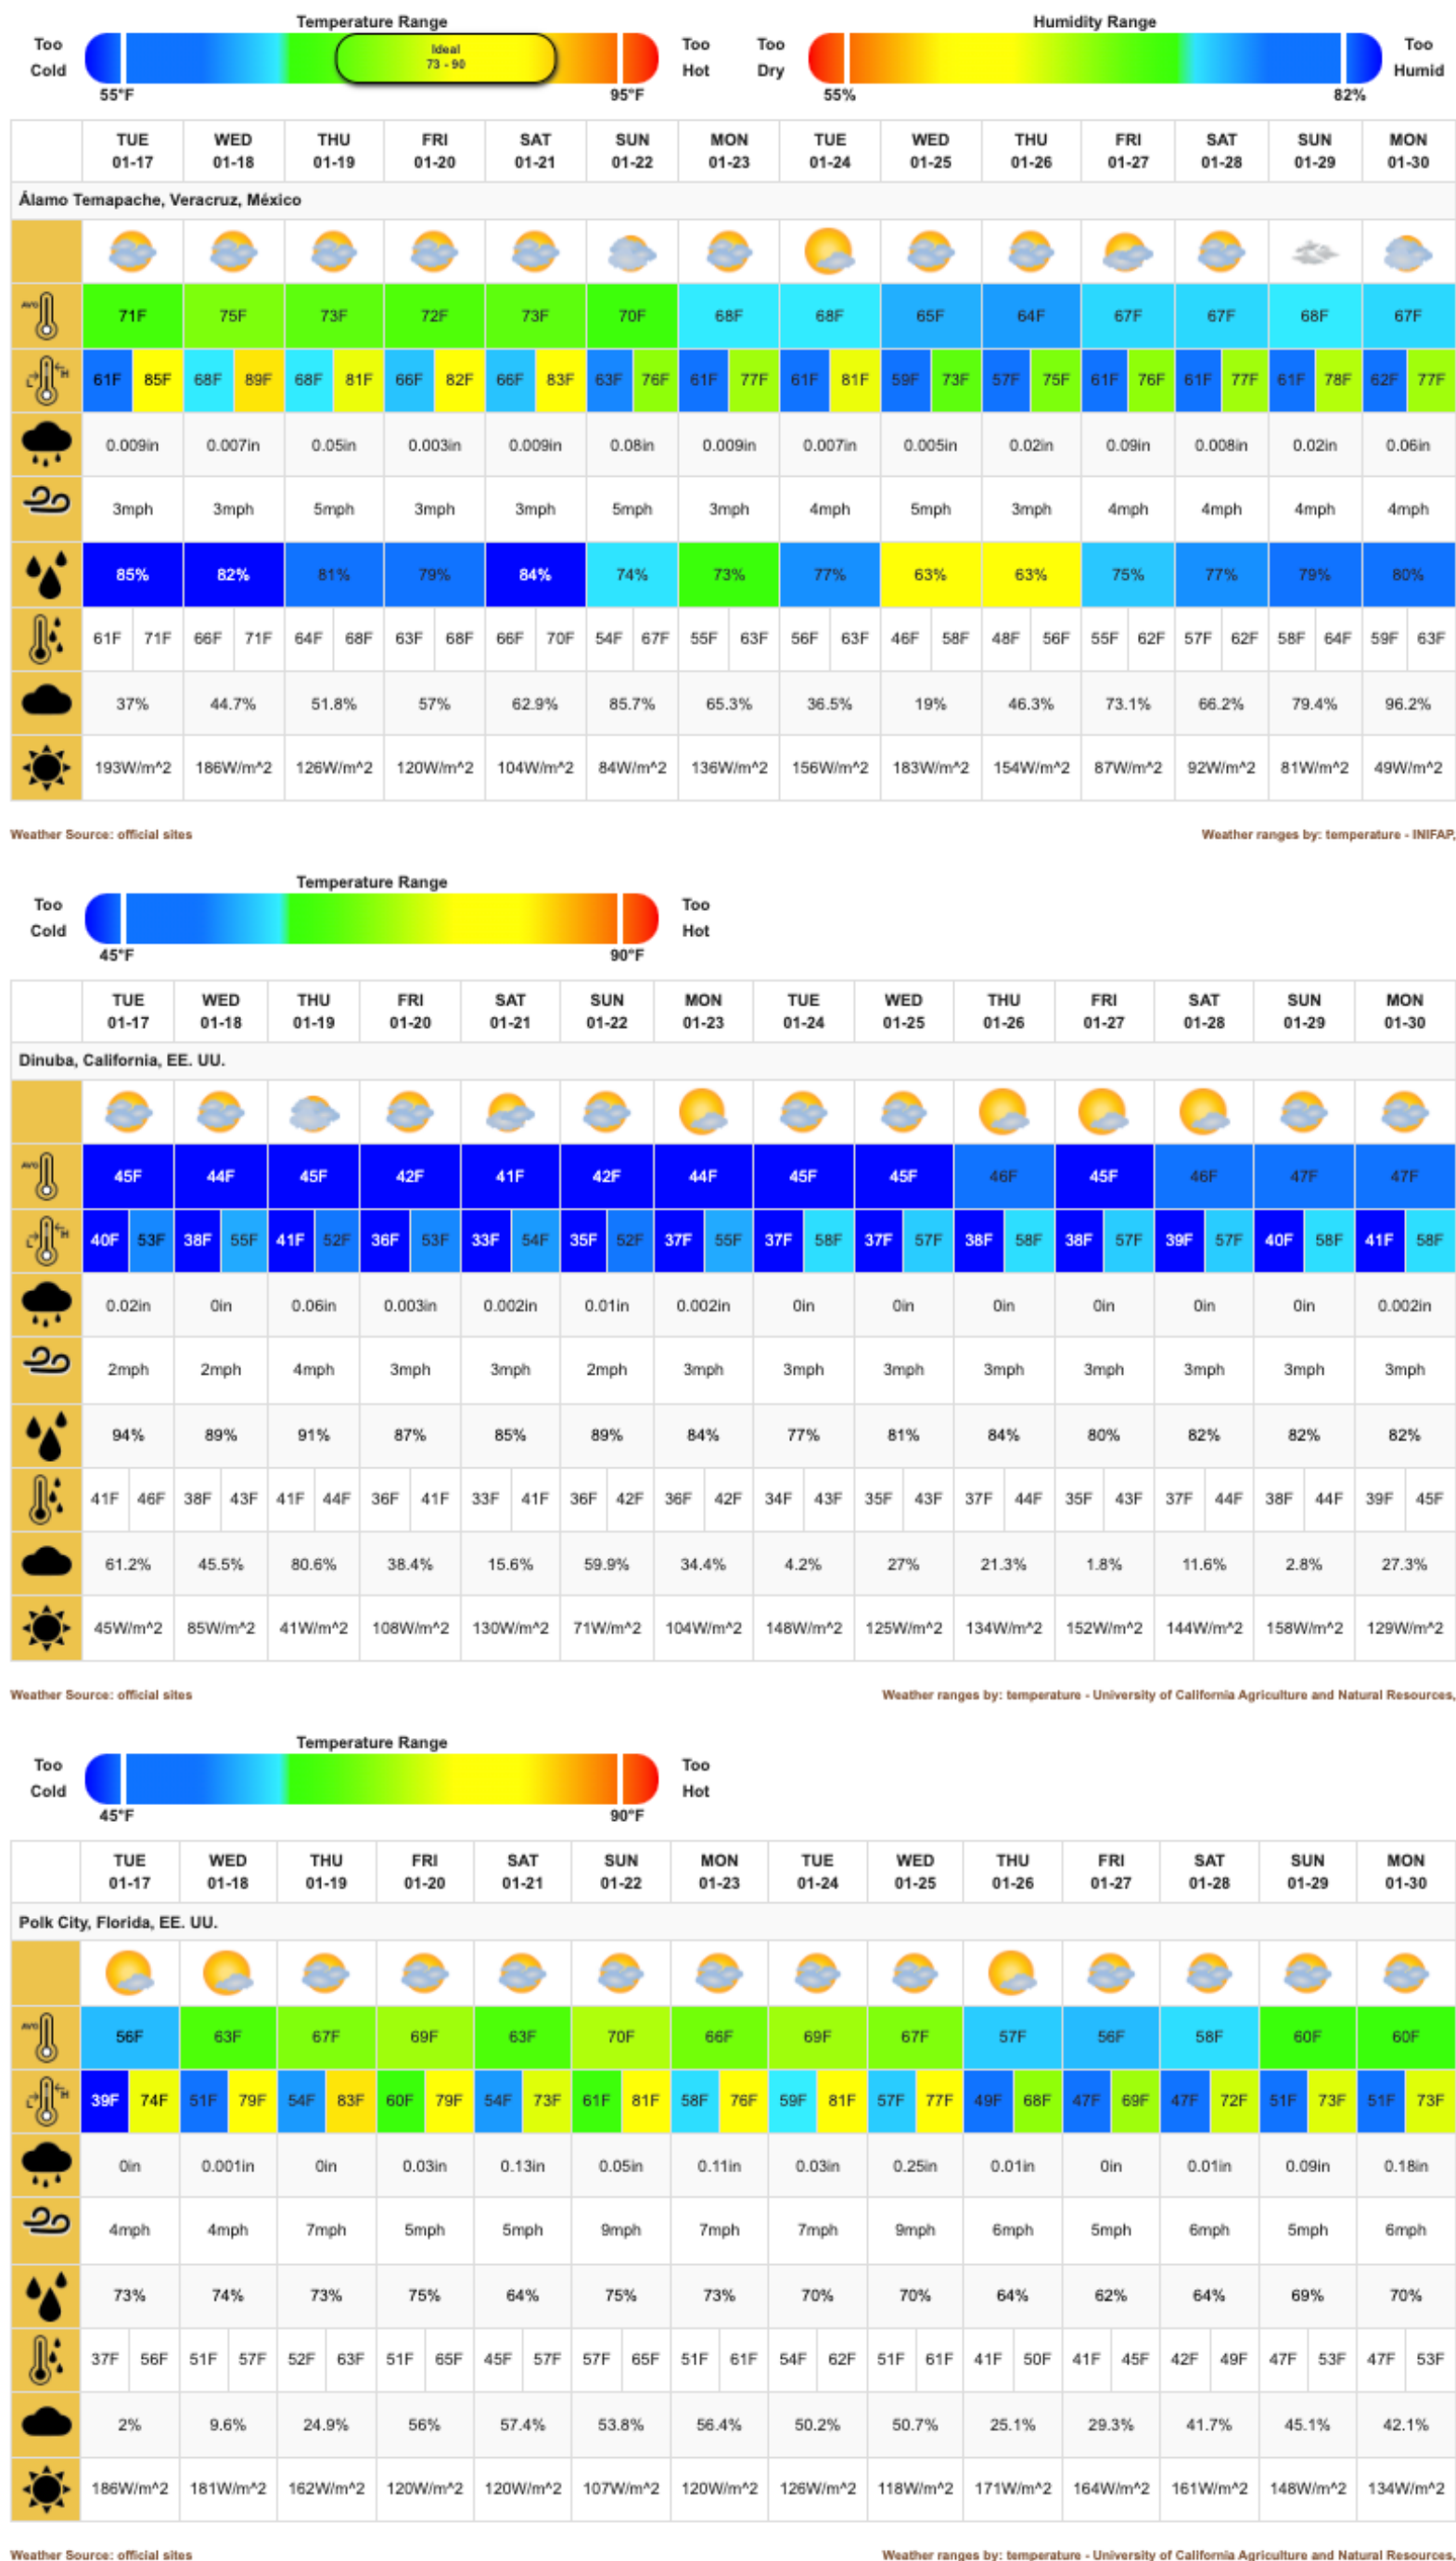 Temperature Range Humidity Range
Too Cold Ideal 73 - 90 Too Hot Too Dry Too Humid
55°F 95°F 55% 82%
TUE WED THU FRI SAT SUN MON TUE WED THU FRI SAT SUN MON
01-17 01-18 01-19 01-20 01-21 01-22 01-23 01-24 01-25 01-26 01-27 01-28 01-29 01-30
Álamo Temapache, Veracruz, México
AVG 71F 75F 73F 72F 73F 70F 68F 68F 65F 64F 67F 67F 68F 67F
L H 61F 85F 68F 89F 68F 81F 66F 82F 66F 83F 63F 76F 61F 77F 61F 81F 59F 73F 57F 75F 61F 76F 61F 77F 61F 78F 62F 77F
0.009in 0.007in 0.05in 0.003in 0.009in 0.08in 0.009in 0.007in 0.005in 0.02in 0.09in 0.008in 0.02in 0.06in
3mph 3mph 5mph 3mph 3mph 5mph 3mph 4mph 5mph 3mph 4mph 4mph 4mph 4mph
85% 82% 81% 79% 84% 74% 73% 77% 63% 63% 75% 77% 79% 80%
61F 71F 66F 71F 64F 68F 63F 68F 66F 70F 54F 67F 55F 63F 56F 63F 46F 58F 48F 56F 55F 62F 57F 62F 58F 64F 59F 63F
37% 44.7% 51.8% 57% 62.9% 85.7% 65.3% 36.5% 19% 46.3% 73.1% 66.2% 79.4% 96.2%
193W/m^2 186W/m^2 126W/m^2 120W/m^2 104W/m^2 84W/m^2 136W/m^2 156W/m^2 183W/m^2 154W/m^2 87W/m^2 92W/m^2 81W/m^2 49W/m^2
Weather Source: official sites Weather ranges by: temperature - INIFAP,
Temperature Range
Too Cold Too Hot
45°F 90°F
TUE WED THU FRI SAT SUN MON TUE WED THU FRI SAT SUN MON
01-17 01-18 01-19 01-20 01-21 01-22 01-23 01-24 01-25 01-26 01-27 01-28 01-29 01-30
Dinuba, California, EE. UU.
AVG 45F 44F 45F 42F 41F 42F 44F 45F 45F 46F 45F 46F 47F 47F
L H 40F 53F 38F 55F 41F 52F 36F 53F 33F 54F 35F 52F 37F 55F 37F 58F 37F 57F 38F 58F 38F 57F 39F 57F 40F 58F 41F 58F
0.02in 0in 0.06in 0.003in 0.002in 0.01in 0.002in 0in 0in 0in 0in 0in 0in 0.002in
2mph 2mph 4mph 3mph 3mph 2mph 3mph 3mph 3mph 3mph 3mph 3mph 3mph 3mph
94% 89% 91% 87% 85% 89% 84% 77% 81% 84% 80% 82% 82% 82%
41F 46F 38F 43F 41F 44F 36F 41F 33F 41F 36F 42F 36F 42F 34F 43F 35F 43F 37F 44F 35F 43F 37F 44F 38F 44F 39F 45F
61.2% 45.5% 80.6% 38.4% 15.6% 59.9% 34.4% 4.2% 27% 21.3% 1.8% 11.6% 2.8% 27.3%
45W/m^2 85W/m^2 41W/m^2 108W/m^2 130W/m^2 71W/m^2 104W/m^2 148W/m^2 125W/m^2 134W/m^2 152W/m^2 144W/m^2 158W/m^2 129W/m^2
Weather Source: official sites Weather ranges by: temperature - University of California Agriculture and Natural Resources,
Temperature Range
Too Cold Too Hot
45°F 90°F
TUE WED THU FRI SAT SUN MON TUE WED THU FRI SAT SUN MON
01-17 01-18 01-19 01-20 01-21 01-22 01-23 01-24 01-25 01-26 01-27 01-28 01-29 01-30
Polk City, Florida, EE. UU.
AVG 56F 63F 67F 69F 63F 70F 66F 69F 67F 57F 56F 58F 60F 60F
L H 39F 74F 51F 79F 54F 83F 60F 79F 54F 73F 61F 81F 58F 76F 59F 81F 57F 77F 49F 68F 47F 69F 47F 72F 51F 73F 51F 73F
0in 0.001in 0in 0.03in 0.13in 0.05in 0.11in 0.03in 0.25in 0.01in 0in 0.01in 0.09in 0.18in
4mph 4mph 7mph 5mph 5mph 9mph 7mph 7mph 9mph 6mph 5mph 6mph 5mph 6mph
73% 74% 73% 75% 64% 75% 73% 70% 70% 64% 62% 64% 69% 70%
37F 56F 51F 57F 52F 63F 51F 65F 45F 57F 57F 65F 51F 61F 54F 62F 51F 61F 41F 50F 41F 45F 42F 49F 47F 53F 47F 53F
2% 9.6% 24.9% 56% 57.4% 53.8% 56.4% 50.2% 50.7% 25.1% 29.3% 41.7% 45.1% 42.1%
186W/m^2 181W/m^2 162W/m^2 120W/m^2 120W/m^2 107W/m^2 120W/m^2 126W/m^2 118W/m^2 171W/m^2 164W/m^2 161W/m^2 148W/m^2 134W/m^2
Weather Source: official sites Weather ranges by: temperature - University of California Agriculture and Natural Resources,